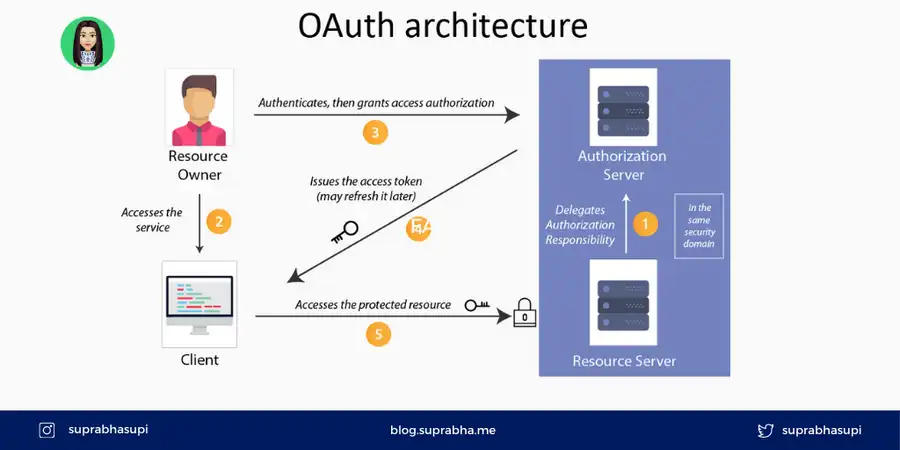 OAuth architecture
Authenticates, then grants access authorization
3
Resource
Owner
Authorization
Server
Issues the access token
(may refresh it later)
4
Accesses the
service
2
Delegates
Authorization
Responsibility
1
In the
same
security
domain
Accesses the protected resource
5
Client
Resource Server
suprabhasupi
blog.suprabha.me
suprabhasupi